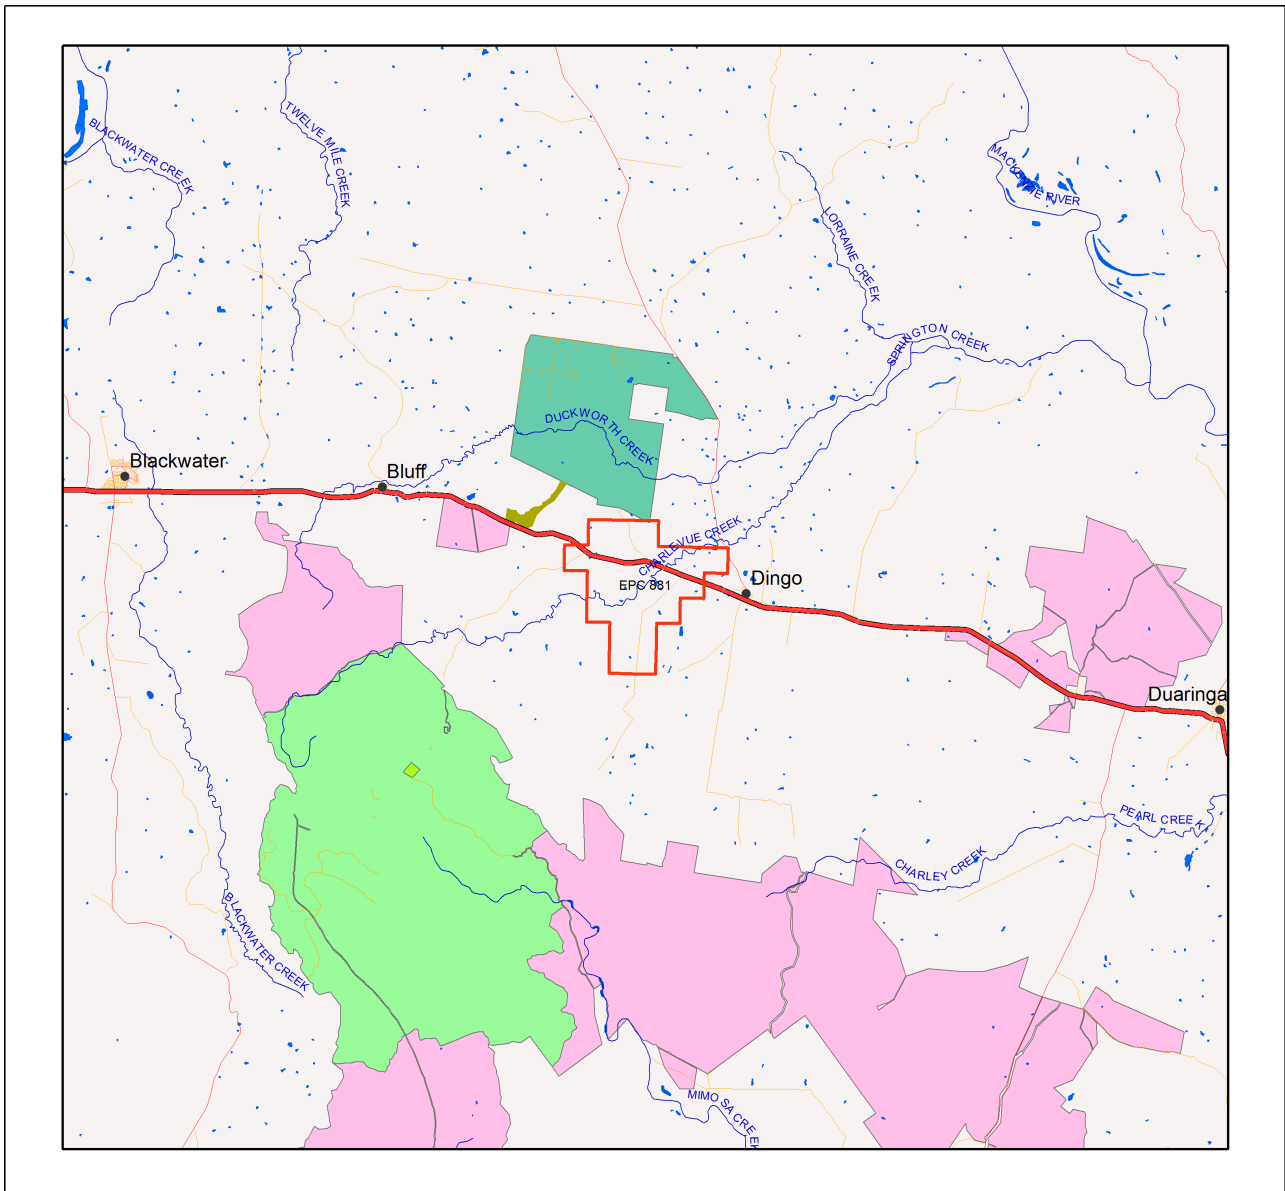 BLACKWATER CREEK
TWELVE MILE CREEK
MACKENZIE RIVER
LORRAINE CREEK
SPRINGTON CREEK
DUCKWORTH CREEK
Blackwater
Bluff
CHARLEVUE CREEK
EPC 881
Dingo
Duaringa
PEARL CREEK
CHARLEY CREEK
BLACKWATER CREEK
MIMOSA CREEK